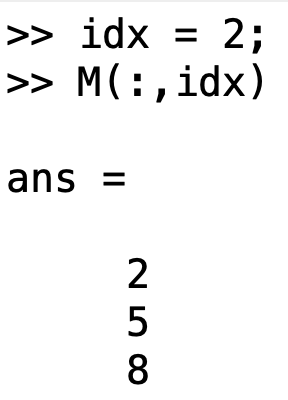 >> idx = 2;
>> M(:,idx)
ans =
2
5
8